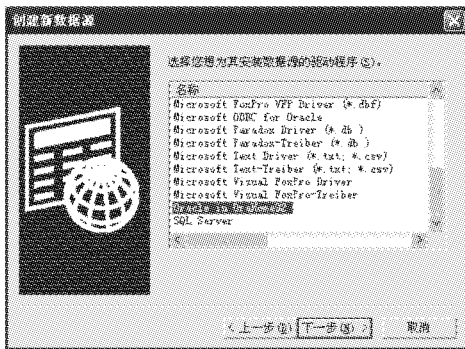 创建新数据源
选择您想为其安装数据源的驱动程序(S)。
名称
Microsoft FoxPro VFP Driver (*.dbf)
Microsoft ODBC for Oracle
Microsoft Paradox Driver (*.db )
Microsoft Paradox-Treiber (*.db )
Microsoft Text Driver (*.txt; *.csv)
Microsoft Text-Treiber (*.txt; *.csv)
Microsoft Visual FoxPro Driver
Microsoft Visual FoxPro-Treiber
Oracle in
SQL Server
<上一步(B) 下一步(N) > 取消